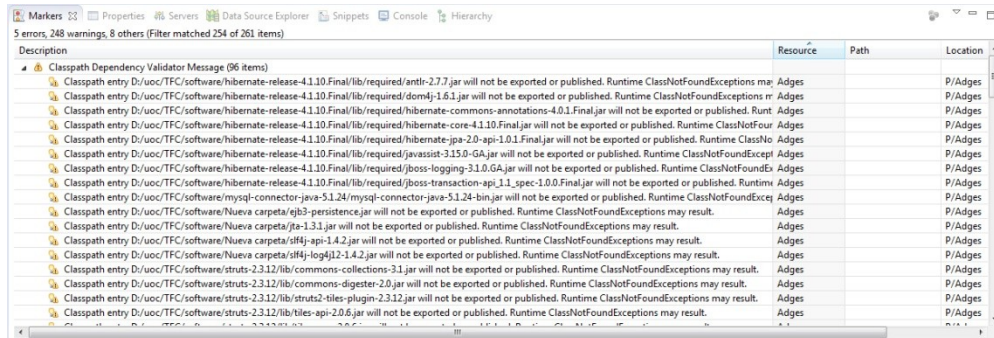 Markers Properties Servers Data Source Explorer Snippets Console Hierarchy
5 errors, 248 warnings, 8 others (Filter matched 254 of 261 items)
Description Resource Path Location
Classpath Dependency Validator Message (96 items)
Classpath entry D:/uoc/TFC/software/hibernate-release-4.1.10.Final/lib/required/antlr-2.7.7.jar will not be exported or published. Runtime ClassNotFoundExceptions may Adges P/Adges
Classpath entry D:/uoc/TFC/software/hibernate-release-4.1.10.Final/lib/required/dom4j-1.6.1.jar will not be exported or published. Runtime ClassNotFoundExceptions m Adges P/Adges
Classpath entry D:/uoc/TFC/software/hibernate-release-4.1.10.Final/lib/required/hibernate-commons-annotations-4.0.1.Final.jar will not be exported or published. Runt Adges P/Adges
Classpath entry D:/uoc/TFC/software/hibernate-release-4.1.10.Final/lib/required/hibernate-core-4.1.10.Final.jar will not be exported or published. Runtime ClassNotFour Adges P/Adges
Classpath entry D:/uoc/TFC/software/hibernate-release-4.1.10.Final/lib/required/hibernate-jpa-2.0-api-1.0.1.Final.jar will not be exported or published. Runtime ClassNo Adges P/Adges
Classpath entry D:/uoc/TFC/software/hibernate-release-4.1.10.Final/lib/required/javassist-3.15.0-GA.jar will not be exported or published. Runtime ClassNotFoundExcept Adges P/Adges
Classpath entry D:/uoc/TFC/software/hibernate-release-4.1.10.Final/lib/required/jboss-logging-3.1.0.GA.jar will not be exported or published. Runtime ClassNotFoundEx Adges P/Adges
Classpath entry D:/uoc/TFC/software/hibernate-release-4.1.10.Final/lib/required/jboss-transaction-api_1.1_spec-1.0.0.Final.jar will not be exported or published. Runtime Adges P/Adges
Classpath entry D:/uoc/TFC/software/mysql-connector-java-5.1.24/mysql-connector-java-5.1.24-bin.jar will not be exported or published. Runtime ClassNotFoundExcep Adges P/Adges
Classpath entry D:/uoc/TFC/software/Nueva carpeta/ejb3-persistence.jar will not be exported or published. Runtime ClassNotFoundExceptions may result. Adges P/Adges
Classpath entry D:/uoc/TFC/software/Nueva carpeta/jta-1.3.1.jar will not be exported or published. Runtime ClassNotFoundExceptions may result. Adges P/Adges
Classpath entry D:/uoc/TFC/software/Nueva carpeta/slf4j-api-1.4.2.jar will not be exported or published. Runtime ClassNotFoundExceptions may result. Adges P/Adges
Classpath entry D:/uoc/TFC/software/Nueva carpeta/slf4j-log4j12-1.4.2.jar will not be exported or published. Runtime ClassNotFoundExceptions may result. Adges P/Adges
Classpath entry D:/uoc/TFC/software/struts-2.3.12/lib/commons-collections-3.1.jar will not be exported or published. Runtime ClassNotFoundExceptions may result. Adges P/Adges
Classpath entry D:/uoc/TFC/software/struts-2.3.12/lib/commons-digester-2.0.jar will not be exported or published. Runtime ClassNotFoundExceptions may result. Adges P/Adges
Classpath entry D:/uoc/TFC/software/struts-2.3.12/lib/struts2-tiles-plugin-2.3.12.jar will not be exported or published. Runtime ClassNotFoundExceptions may result. Adges P/Adges
Classpath entry D:/uoc/TFC/software/struts-2.3.12/lib/tiles-api-2.0.6.jar will not be exported or published. Runtime ClassNotFoundExceptions may result. Adges P/Adges